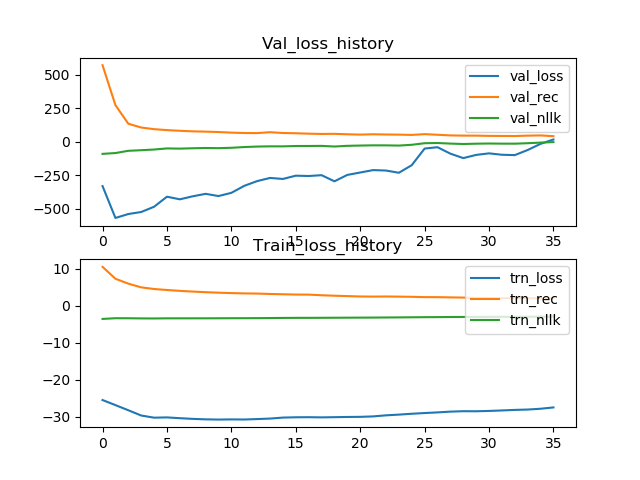 Val_loss_history
500
250
0
−250
−500
val_loss
val_rec
val_nllk
0 5 10 15 20 25 30 35
Train_loss_history
10
0
−10
−20
−30
trn_loss
trn_rec
trn_nllk
0 5 10 15 20 25 30 35